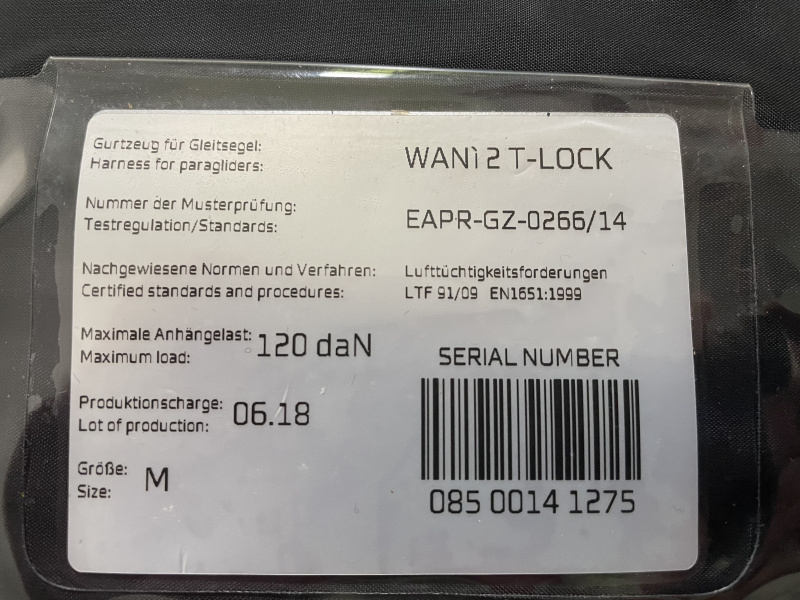 Gurtzeug für Gleitsegel:
Harness for paragliders:
WANÌ 2 T-LOCK
Nummer der Musterprüfung:
Testregulation/Standards:
EAPR-GZ-0266/14
Nachgewiesene Normen und Verfahren:
Certified standards and procedures:
Lufttüchtigkeitsforderungen
LTF 91/09 EN1651:1999
Maximale Anhängelast:
Maximum load:
120 daN
Produktionscharge:
Lot of production:
06.18
Größe:
Size:
M
SERIAL NUMBER
085 0014 1275